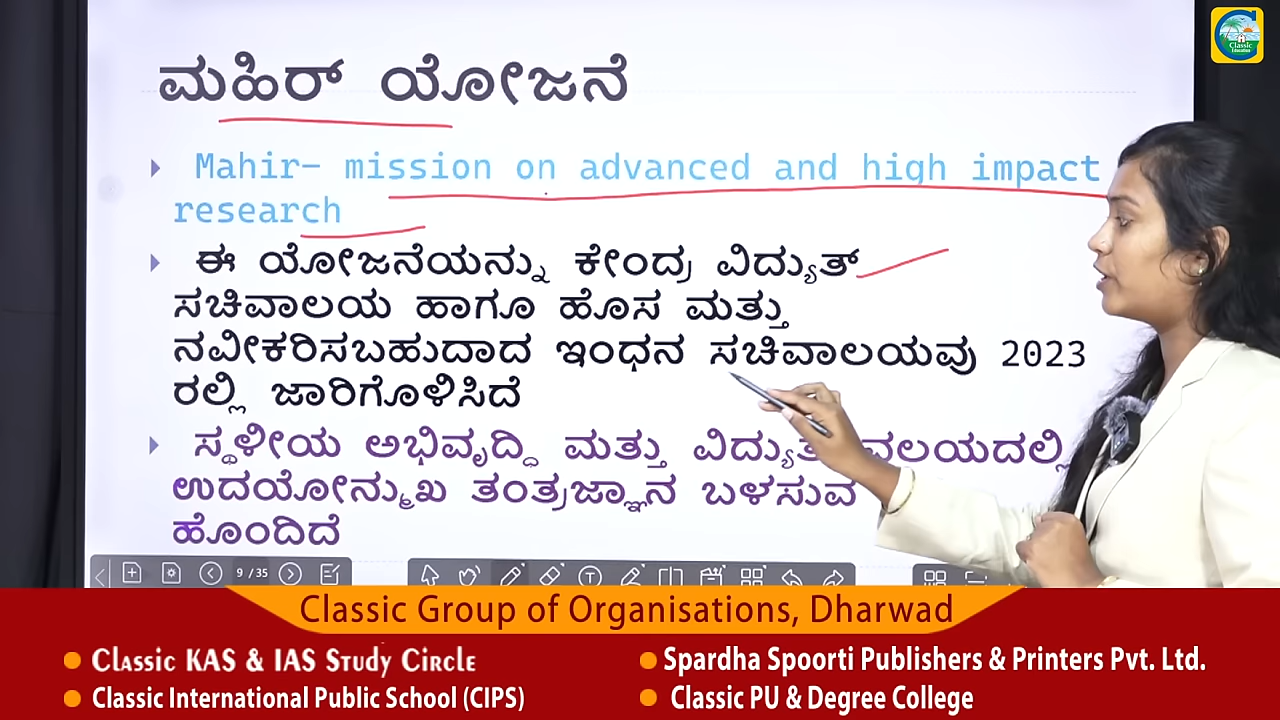 Classic
Education
ಮಹಿರ್ ಯೋಜನೆ
Mahir– mission on advanced and high impact
research
ಈ ಯೋಜನೆಯನ್ನು ಕೇಂದ್ರ ವಿದ್ಯುತ್
ಸಚಿವಾಲಯ ಹಾಗೂ ಹೊಸ ಮತ್ತು
ನವೀಕರಿಸಬಹುದಾದ ಇಂಧನ ಸಚಿವಾಲಯವು 2023
ರಲ್ಲಿ ಜಾರಿಗೊಳಿಸಿದೆ
ಸ್ಥಳೀಯ ಅಭಿವೃದ್ಧಿ ಮತ್ತು ವಿದ್ಯುತ್ ವಲಯದಲ್ಲಿ
ಉದಯೋನ್ಮುಖ ತಂತ್ರಜ್ಞಾನ ಬಳಸುವ
ಹೊಂದಿದೆ
9 / 35
Classic Group of Organisations, Dharwad
Classic KAS & IAS Study Circle
Spardha Spoorti Publishers & Printers Pvt. Ltd.
Classic International Public School (CIPS)
Classic PU & Degree College